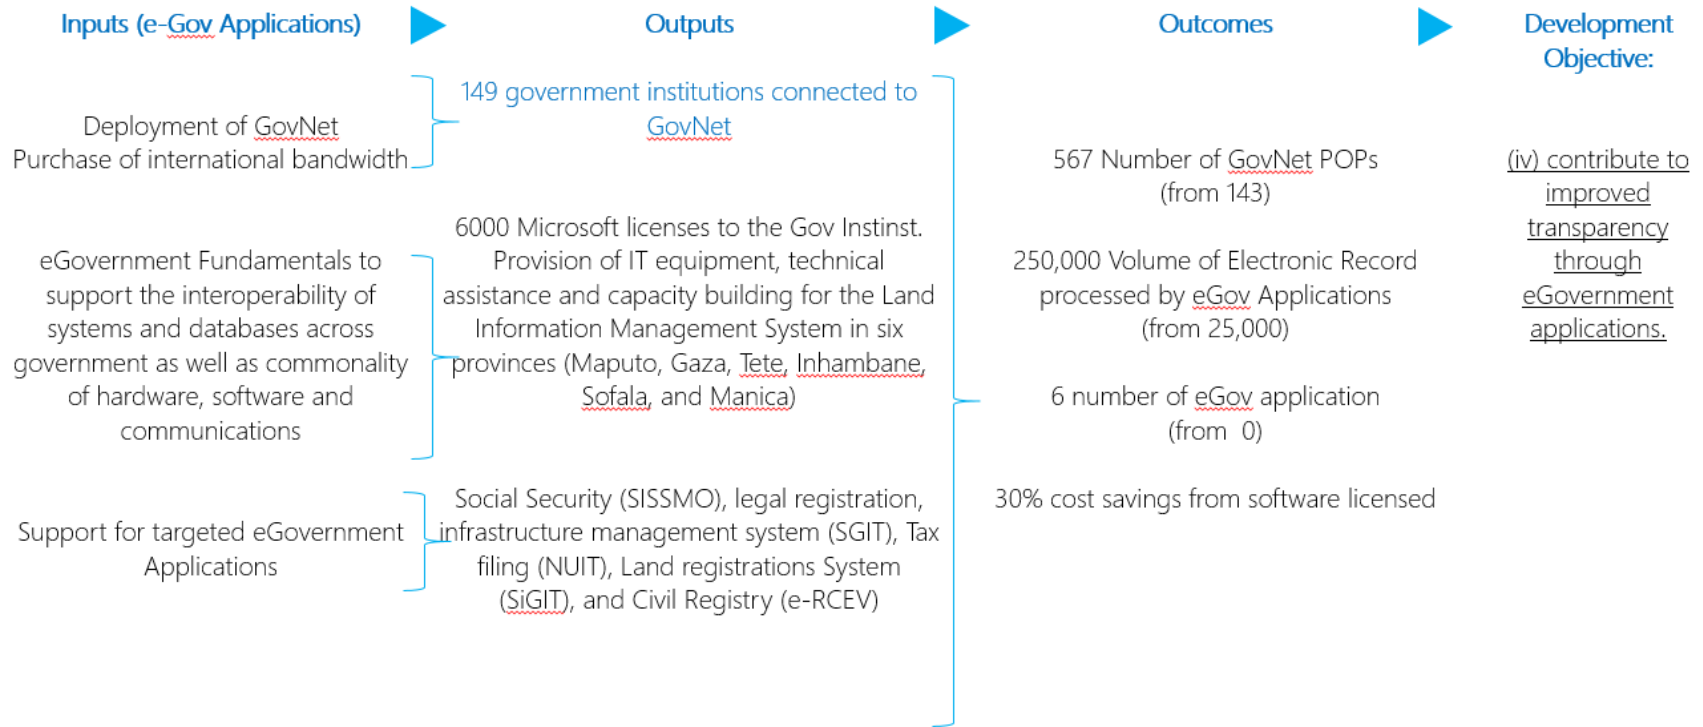 Inputs (e-Gov Applications)
Outputs
Outcomes
Development
Objective:
Deployment of GovNet
Purchase of international bandwidth
149 government institutions connected to
GovNet
eGovernment Fundamentals to
support the interoperability of
systems and databases across
government as well as commonality
of hardware, software and
communications
6000 Microsoft licenses to the Gov Instinst.
Provision of IT equipment, technical
assistance and capacity building for the Land
Information Management System in six
provinces (Maputo, Gaza, Tete, Inhambane,
Sofala, and Manica)
Support for targeted eGovernment
Applications
Social Security (SISSMO), legal registration,
infrastructure management system (SGIT), Tax
filing (NUIT), Land registrations System
(SiGIT), and Civil Registry (e-RCEV)
567 Number of GovNet POPs
(from 143)
250,000 Volume of Electronic Record
processed by eGov Applications
(from 25,000)
6 number of eGov application
(from  0)
30% cost savings from software licensed
(iv) contribute to
improved
transparency
through
eGovernment
applications.